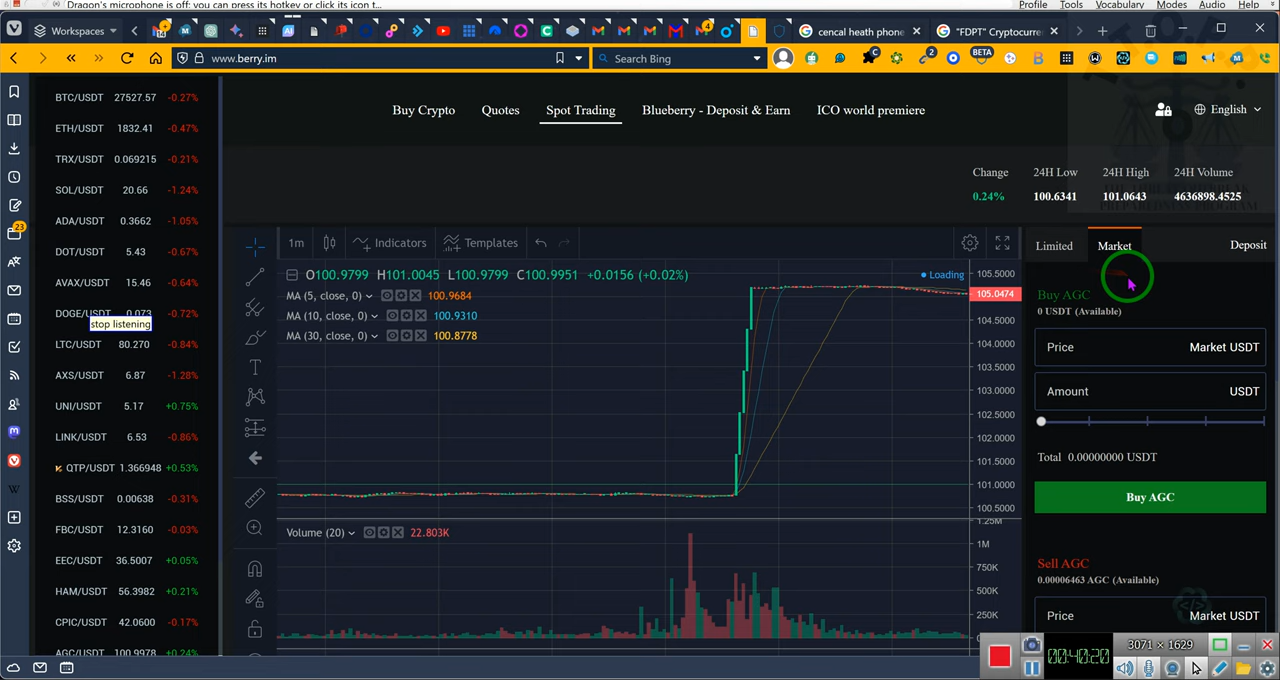 Dragon's microphone is off: you can press its hotkey or click its icon t...
Profile Tools Vocabulary Modes Audio Help
Workspaces
cencal heath phone
"FDPT" Cryptocurre
www.berry.im
Search Bing
BETA
Buy Crypto Quotes Spot Trading Blueberry - Deposit & Earn ICO world premiere
English
Change 24H Low 24H High 24H Volume
0.24% 100.6341 101.0643 4636898.4525
BTC/USDT 27527.57 -0.27%
ETH/USDT 1832.41 -0.47%
TRX/USDT 0.069215 -0.21%
SOL/USDT 20.66 -1.24%
ADA/USDT 0.3662 -1.05%
DOT/USDT 5.43 -0.67%
AVAX/USDT 15.46 -0.64%
DOGE/USDT 0.073 -0.72%
stop listening
LTC/USDT 80.270 -0.84%
AXS/USDT 6.87 -1.28%
UNI/USDT 5.17 +0.75%
LINK/USDT 6.53 -0.86%
QTP/USDT 1.366948 +0.53%
BSS/USDT 0.00638 -0.31%
FBC/USDT 12.3160 -0.03%
EEC/USDT 36.5007 +0.05%
HAM/USDT 56.3982 +0.21%
CPIC/USDT 42.0600 -0.17%
AGC/USDT 100.9978 +0.24%
1m Indicators Templates
O100.9799 H101.0045 L100.9799 C100.9951 +0.0156 (+0.02%)
Loading
MA (5, close, 0) 100.9684
MA (10, close, 0) 100.9310
MA (30, close, 0) 100.8778
105.5000
105.0474
104.5000
104.0000
103.5000
103.0000
102.5000
102.0000
101.5000
101.0000
100.5000
Volume (20) 22.803K
1.25M
1M
750K
500K
250K
0
Limited Market Deposit
Buy AGC
0 USDT (Available)
Price Market USDT
Amount USDT
Total 0.00000000 USDT
Buy AGC
Sell AGC
0.00006463 AGC (Available)
Price Market USDT
3071 × 1629
00:40:20